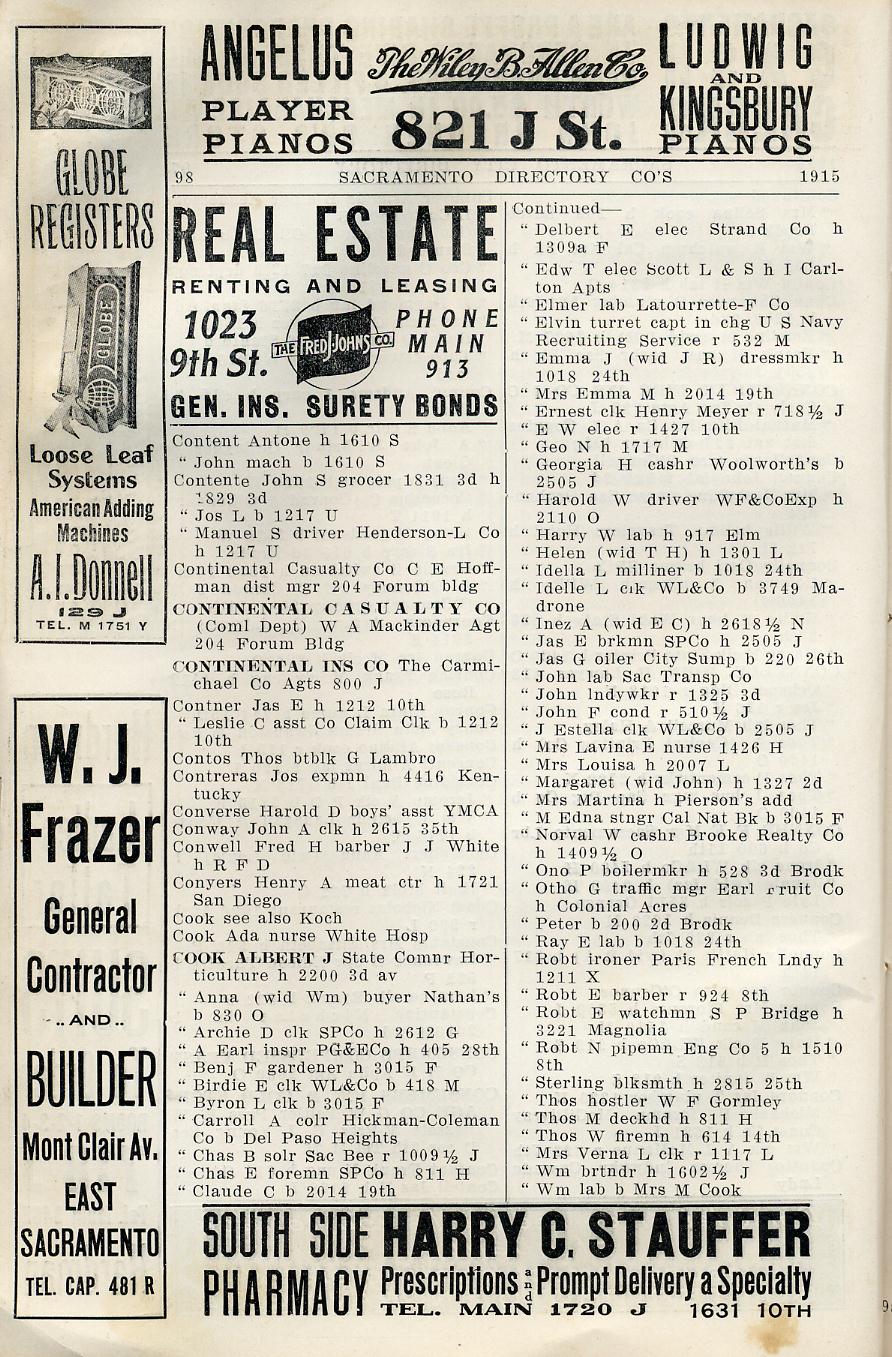 ANGELUS
PLAYER
PIANOS
The Wiley B. Allen Co.
821 J St.
LUDWIG
AND
KINGSBURY
PIANOS
98 SACRAMENTO DIRECTORY CO'S 1915
GLOBE
REGISTERS
GLOBE
Loose Leaf
Systems
American Adding
Machines
A. I. Donnell
129 J
TEL. M 1751 Y
W. J.
Frazer
General
Contractor
.. AND ..
BUILDER
Mont Clair Av.
EAST
SACRAMENTO
TEL. CAP. 481 R
REAL ESTATE
RENTING AND LEASING
1023
9th St.
THE FRED J. JOHNS CO.
PHONE
MAIN
913
GEN. INS. SURETY BONDS
Content Antone h 1610 S
" John mach b 1610 S
Contente John S grocer 1831 3d h
1829 3d
" Jos L b 1217 U
" Manuel S driver Henderson-L Co
h 1217 U
Continental Casualty Co C E Hoff-
man dist mgr 204 Forum bldg
CONTINENTAL CASUALTY CO
(Coml Dept) W A Mackinder Agt
204 Forum Bldg
CONTINENTAL INS CO The Carmi-
chael Co Agts 800 J
Contner Jas E h 1212 10th
" Leslie C asst Co Claim Clk b 1212
10th
Contos Thos btblk G Lambro
Contreras Jos expmn h 4416 Ken-
tucky
Converse Harold D boys' asst YMCA
Conway John A clk h 2615 35th
Conwell Fred H barber J J White
h R F D
Conyers Henry A meat ctr h 1721
San Diego
Cook see also Koch
Cook Ada nurse White Hosp
COOK ALBERT J State Comnr Hor-
ticulture h 2200 3d av
" Anna (wid Wm) buyer Nathan's
b 830 O
" Archie D clk SPCo h 2612 G
" A Earl inspr PG&ECo h 405 28th
" Benj F gardener h 3015 F
" Birdie E clk WL&Co b 418 M
" Byron L clk b 3015 F
" Carroll A colr Hickman-Coleman
Co b Del Paso Heights
" Chas B solr Sac Bee r 1009½ J
" Chas E foremn SPCo h 811 H
" Claude C b 2014 19th
Continued—
" Delbert E elec Strand Co h
1309a F
" Edw T elec Scott L & S h I Carl-
ton Apts
" Elmer lab Latourrette-F Co
" Elvin turret capt in chg U S Navy
Recruiting Service r 532 M
" Emma J (wid J R) dressmkr h
1018 24th
" Mrs Emma M h 2014 19th
" Ernest clk Henry Meyer r 718½ J
" E W elec r 1427 10th
" Geo N h 1717 M
" Georgia H cashr Woolworth's b
2505 J
" Harold W driver WF&CoExp h
2110 O
" Harry W lab h 917 Elm
" Helen (wid T H) h 1301 L
" Idella L milliner b 1018 24th
" Idelle L clk WL&Co b 3749 Ma-
drone
" Inez A (wid E C) h 2618½ N
" Jas E brkmn SPCo h 2505 J
" Jas G oiler City Sump b 220 26th
" John lab Sac Transp Co
" John lndywkr r 1325 3d
" John F cond r 510½ J
" J Estella clk WL&Co b 2505 J
" Mrs Lavina E nurse 1426 H
" Mrs Louisa h 2007 L
" Margaret (wid John) h 1327 2d
" Mrs Martina h Pierson's add
" M Edna stngr Cal Nat Bk b 3015 F
" Norval W cashr Brooke Realty Co
h 1409½ O
" Ono P boilermkr h 528 3d Brodk
" Otho G traffic mgr Earl Fruit Co
h Colonial Acres
" Peter b 200 2d Brodk
" Ray E lab b 1018 24th
" Robt ironer Paris French Lndy h
1211 X
" Robt E barber r 924 8th
" Robt E watchmn S P Bridge h
3221 Magnolia
" Robt N pipemn Eng Co 5 h 1510
8th
" Sterling blksmth h 2815 25th
" Thos hostler W F Gormley
" Thos M deckhd h 811 H
" Thos W firemn h 614 14th
" Mrs Verna L clk r 1117 L
" Wm brtndr h 1602½ J
" Wm lab b Mrs M Cook
SOUTH SIDE
PHARMACY
HARRY C. STAUFFER
Prescriptions and Prompt Delivery a Specialty
TEL. MAIN 1720 J 1631 10TH